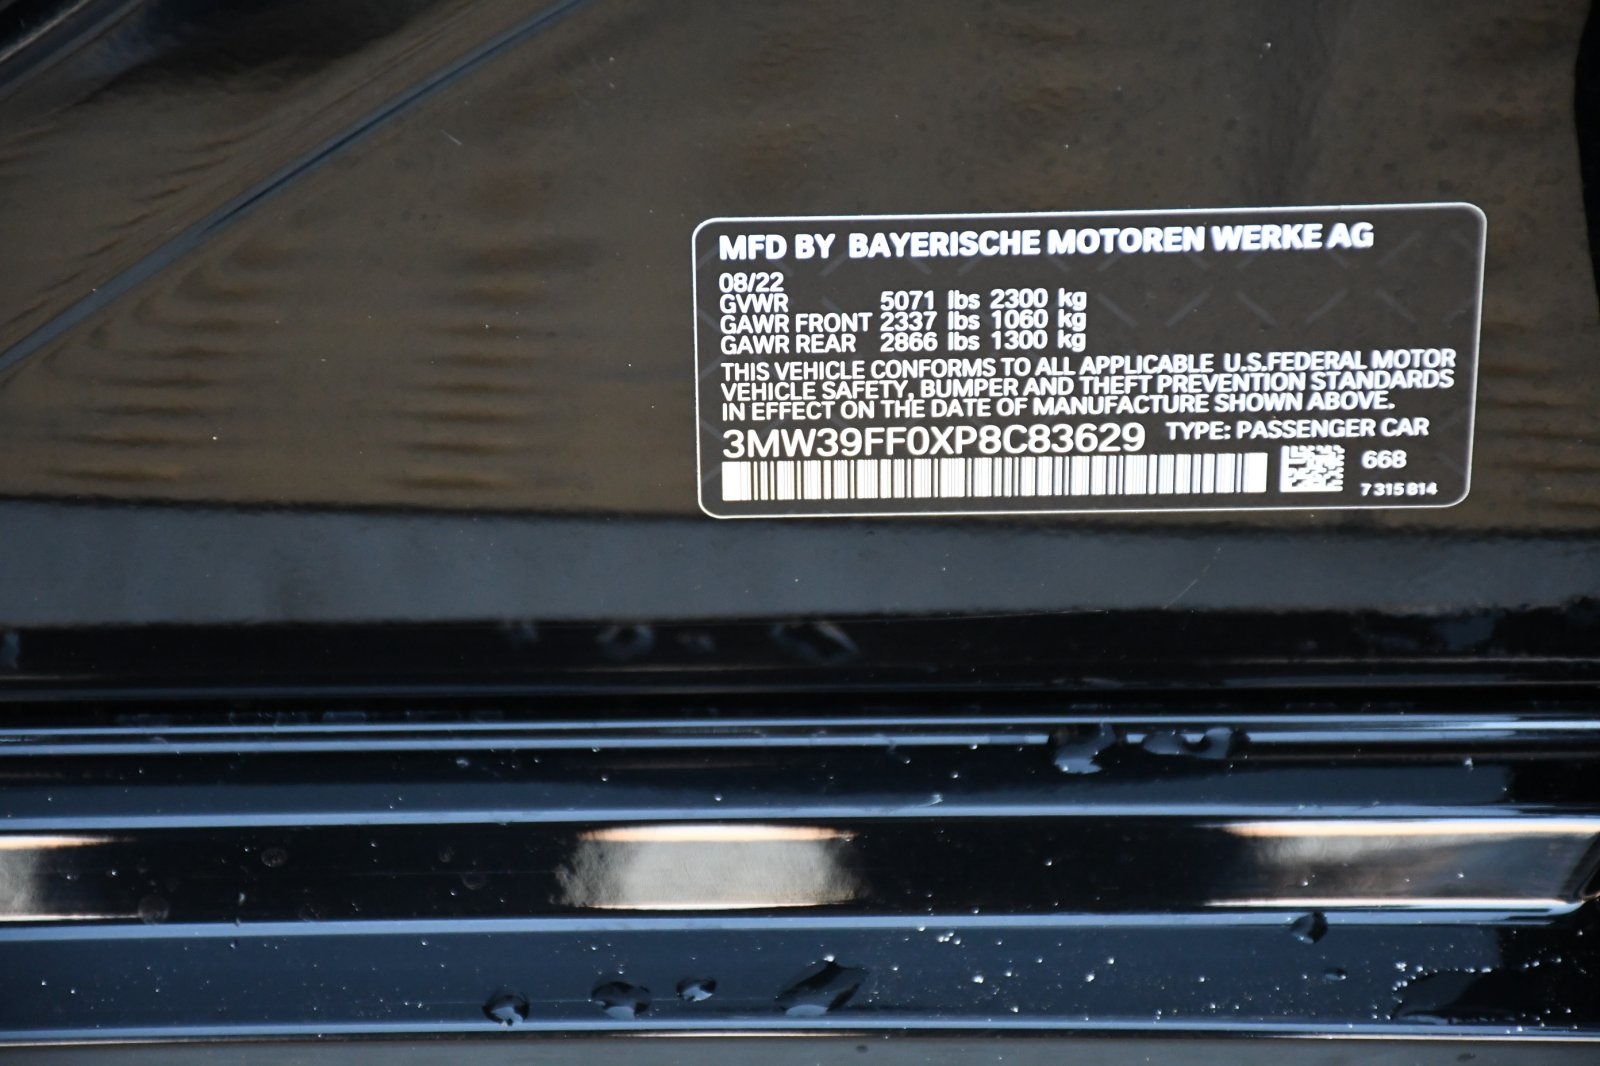 MFD BY BAYERISCHE MOTOREN WERKE AG
08/22
GVWR 5071 lbs 2300 kg
GAWR FRONT 2337 lbs 1060 kg
GAWR REAR 2866 lbs 1300 kg
THIS VEHICLE CONFORMS TO ALL APPLICABLE U.S.FEDERAL MOTOR
VEHICLE SAFETY, BUMPER AND THEFT PREVENTION STANDARDS
IN EFFECT ON THE DATE OF MANUFACTURE SHOWN ABOVE.
3MW39FF0XP8C83629 TYPE: PASSENGER CAR
668
7 315 814